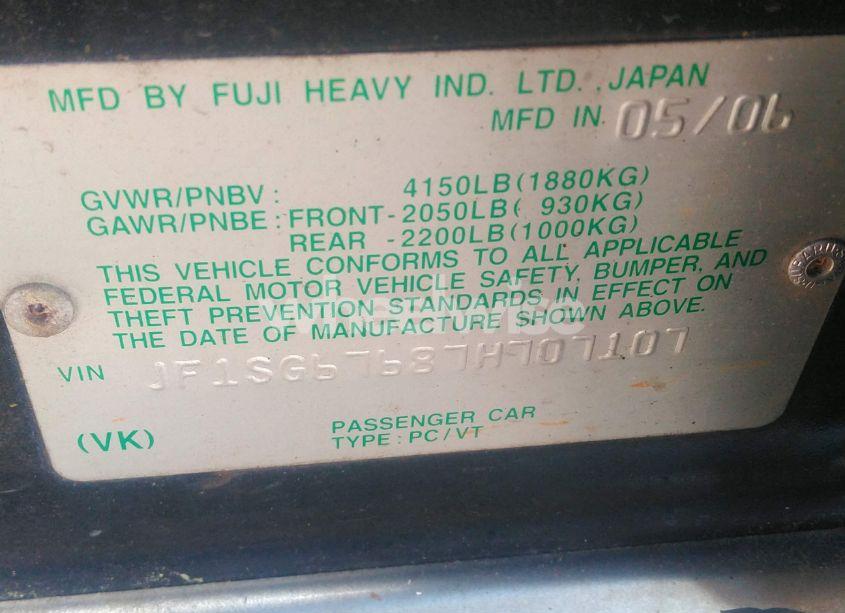 MFD BY FUJI HEAVY IND. LTD., JAPAN
MFD IN 05/06
GVWR/PNBV : 4150LB(1880KG)
GAWR/PNBE : FRONT-2050LB( 930KG)
REAR -2200LB(1000KG)
THIS VEHICLE CONFORMS TO ALL APPLICABLE
FEDERAL MOTOR VEHICLE SAFETY, BUMPER, AND
THEFT PREVENTION STANDARDS IN EFFECT ON
THE DATE OF MANUFACTURE SHOWN ABOVE.
VIN JF1SG67687H707107
(VK)
PASSENGER CAR
TYPE : PC/VT
SUBARU